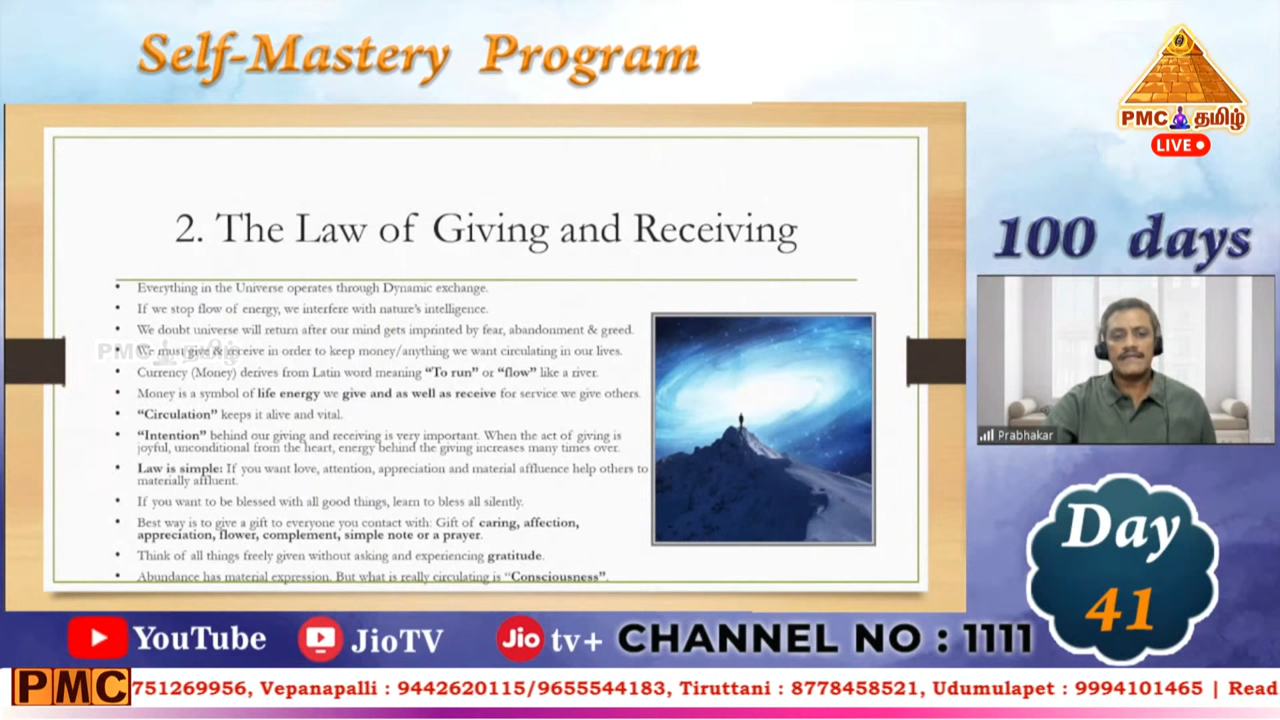 Self-Mastery Program
PMC தமிழ்
LIVE
2. The Law of Giving and Receiving
• Everything in the Universe operates through Dynamic exchange.
• If we stop flow of energy, we interfere with nature's intelligence.
• We doubt universe will return after our mind gets imprinted by fear, abandonment & greed.
PMC தமிழ்
• We must give & receive in order to keep money/anything we want circulating in our lives.
• Currency (Money) derives from Latin word meaning “To run” or “flow” like a river.
• Money is a symbol of life energy we give and as well as receive for service we give others.
• “Circulation” keeps it alive and vital.
• “Intention” behind our giving and receiving is very important. When the act of giving is
joyful, unconditional from the heart, energy behind the giving increases many times over.
• Law is simple: If you want love, attention, appreciation and material affluence help others to
materially affluent.
• If you want to be blessed with all good things, learn to bless all silently.
• Best way is to give a gift to everyone you contact with: Gift of caring, affection,
appreciation, flower, complement, simple note or a prayer.
• Think of all things freely given without asking and experiencing gratitude.
• Abundance has material expression. But what is really circulating is “Consciousness”.
100 days
Prabhakar
Day
41
YouTube JioTV Jio tv+ CHANNEL NO : 1111
PMC 751269956, Vepanapalli : 9442620115/9655544183, Tiruttani : 8778458521, Udumulapet : 9994101465 | Read